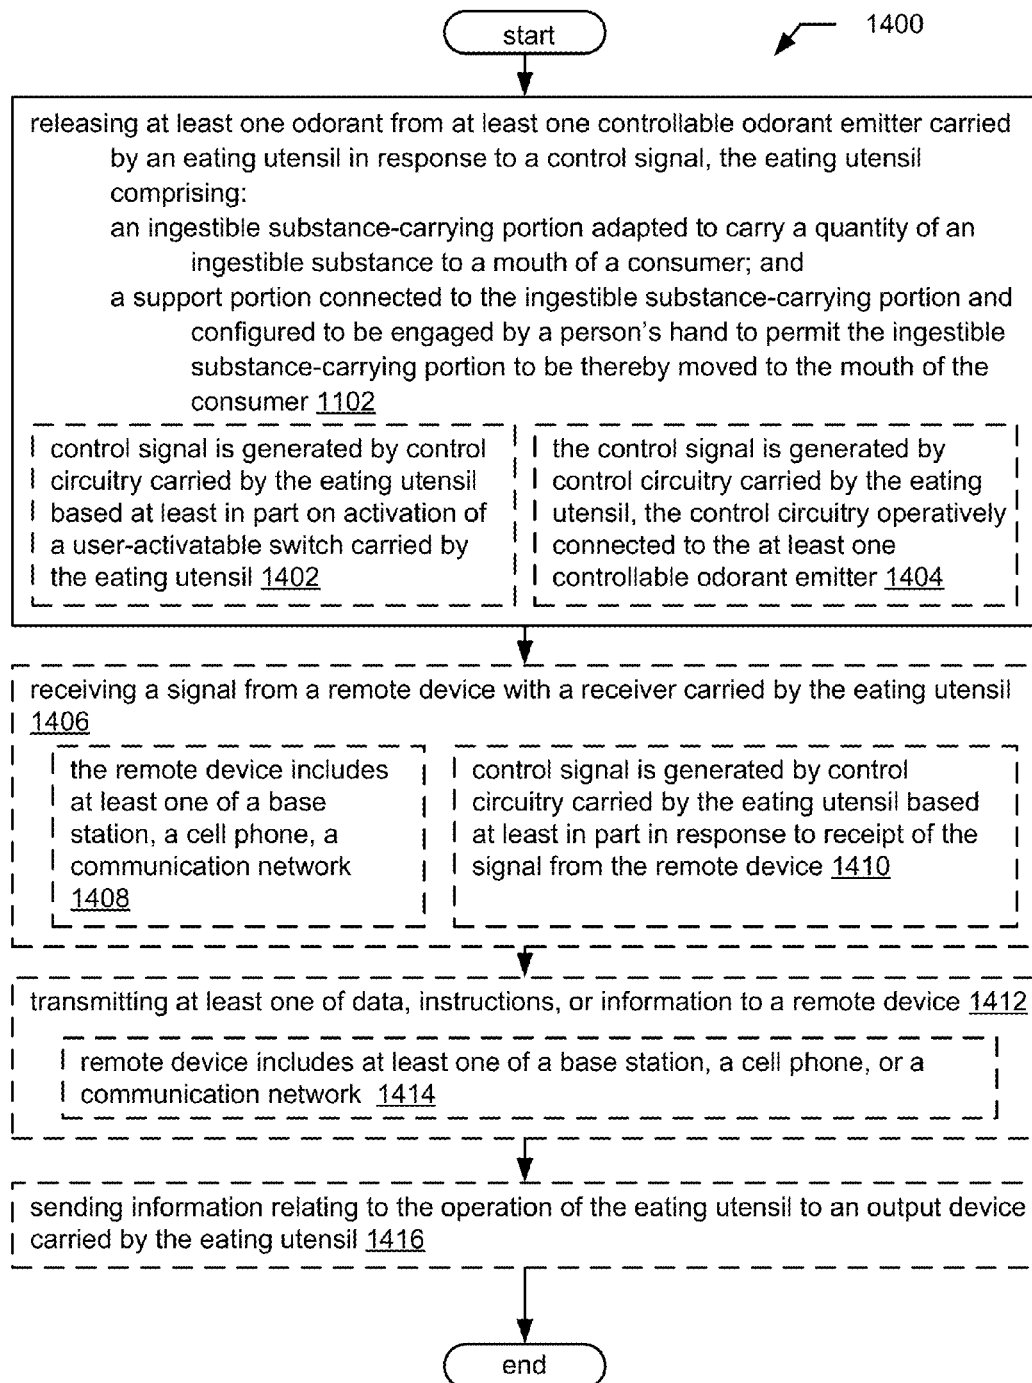 start
1400
releasing at least one odorant from at least one controllable odorant emitter carried
by an eating utensil in response to a control signal, the eating utensil
comprising:
an ingestible substance-carrying portion adapted to carry a quantity of an
ingestible substance to a mouth of a consumer; and
a support portion connected to the ingestible substance-carrying portion and
configured to be engaged by a person's hand to permit the ingestible
substance-carrying portion to be thereby moved to the mouth of the
consumer 1102
control signal is generated by control
circuitry carried by the eating utensil
based at least in part on activation of
a user-activatable switch carried by
the eating utensil 1402
the control signal is generated by
control circuitry carried by the eating
utensil, the control circuitry operatively
connected to the at least one
controllable odorant emitter 1404
receiving a signal from a remote device with a receiver carried by the eating utensil
1406
the remote device includes
at least one of a base
station, a cell phone, a
communication network
1408
control signal is generated by control
circuitry carried by the eating utensil based
at least in part in response to receipt of the
signal from the remote device 1410
transmitting at least one of data, instructions, or information to a remote device 1412
remote device includes at least one of a base station, a cell phone, or a
communication network 1414
sending information relating to the operation of the eating utensil to an output device
carried by the eating utensil 1416
end